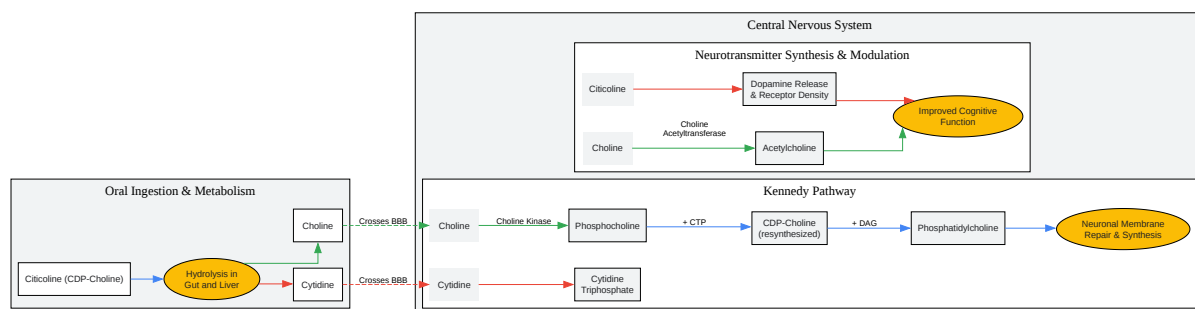 Central Nervous System
Neurotransmitter Synthesis & Modulation
Citicoline
Dopamine Release
& Receptor Density
Improved Cognitive
Function
Choline
Choline
Acetyltransferase
Acetylcholine
Oral Ingestion & Metabolism
Citicoline (CDP-Choline)
Hydrolysis in
Gut and Liver
Choline
Cytidine
Crosses BBB
Crosses BBB
Kennedy Pathway
Choline
Choline Kinase
Phosphocholine
+ CTP
CDP-Choline
(resynthesized)
+ DAG
Phosphatidylcholine
Neuronal Membrane
Repair & Synthesis
Cytidine
Cytidine
Triphosphate